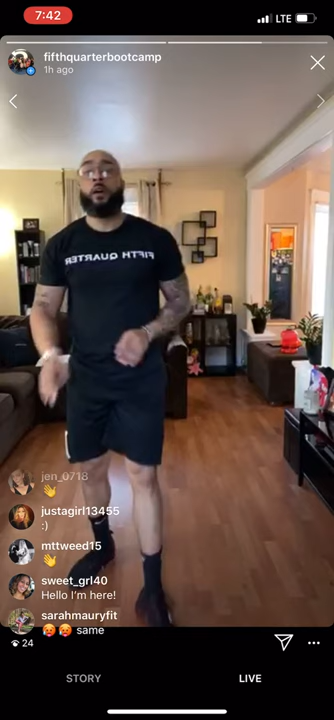 7:42
LTE
fifthquarterbootcamp
1h ago
FIFTH QUARTER
jen_0718
👋
justagirl13455
:)
mttweed15
👋
sweet_grl40
Hello I'm here!
sarahmauryfit
🥵🥵 same
24
STORY
LIVE